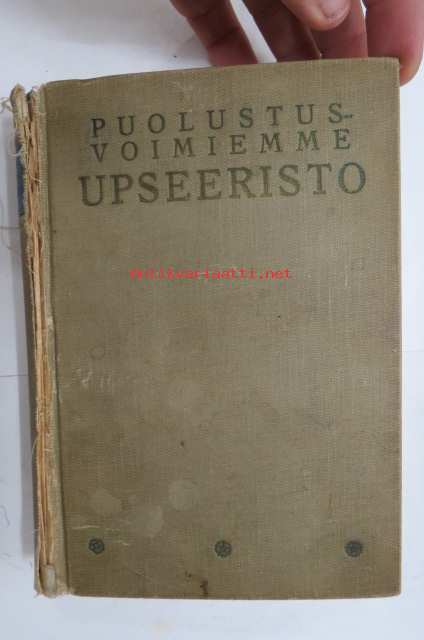 PUOLUSTUS-
VOIMIEMME
UPSEERISTO
antikvariaatti.net